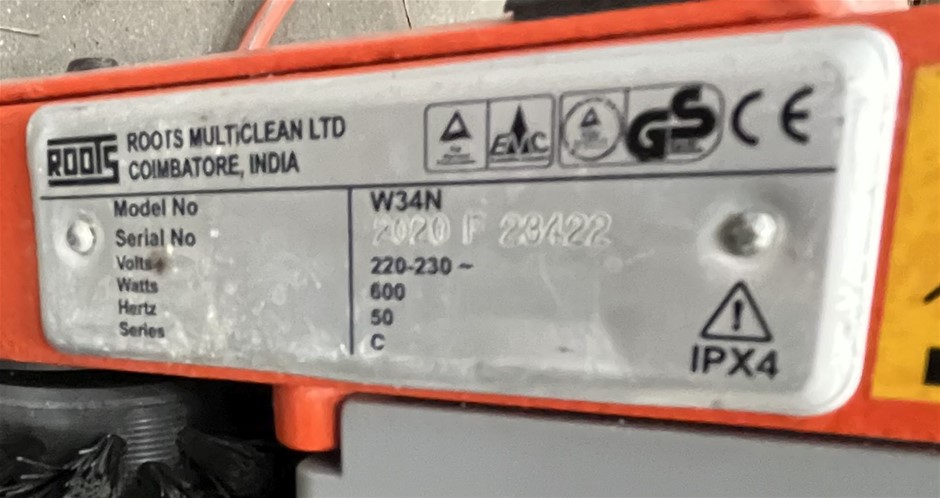 ROOTS
ROOTS MULTICLEAN LTD
COIMBATORE, INDIA
EMC
GS
CE
Model No W34N
Serial No 2020 F 23422
Volts 220-230 ~
Watts 600
Hertz 50
Series C
IPX4